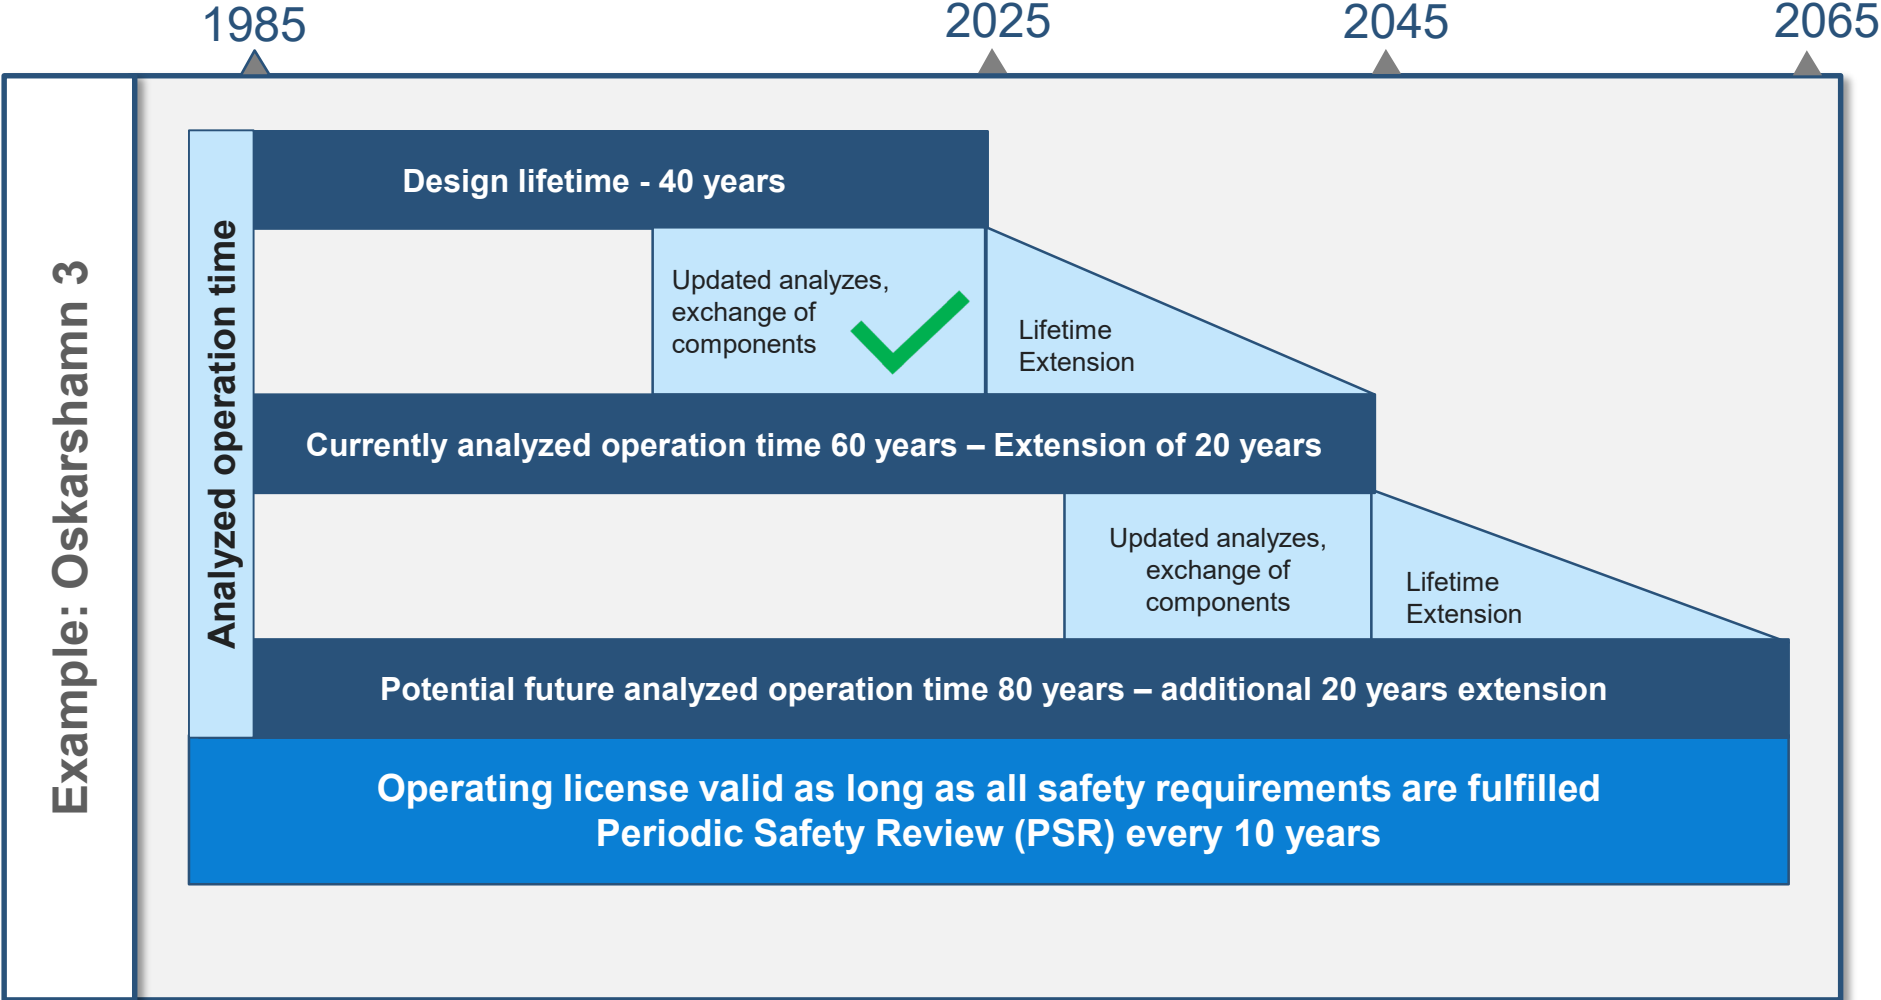 1985
2025
2045
2065
Example: Oskarshamn 3
Analyzed operation time
Design lifetime - 40 years
Updated analyzes,
exchange of
components
Lifetime
Extension
Currently analyzed operation time 60 years – Extension of 20 years
Updated analyzes,
exchange of
components
Lifetime
Extension
Potential future analyzed operation time 80 years – additional 20 years extension
Operating license valid as long as all safety requirements are fulfilled
Periodic Safety Review (PSR) every 10 years